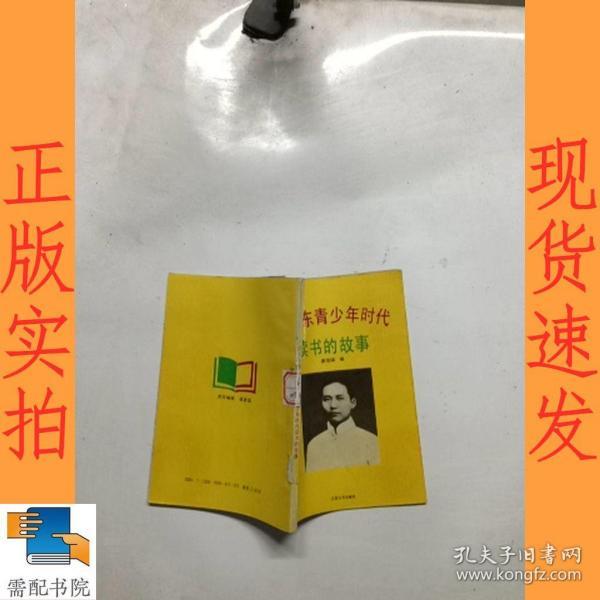 正版实拍
现货速发
东青少年时代
读书的故事
需配书院
孔夫子旧书网
www.kongfz.com